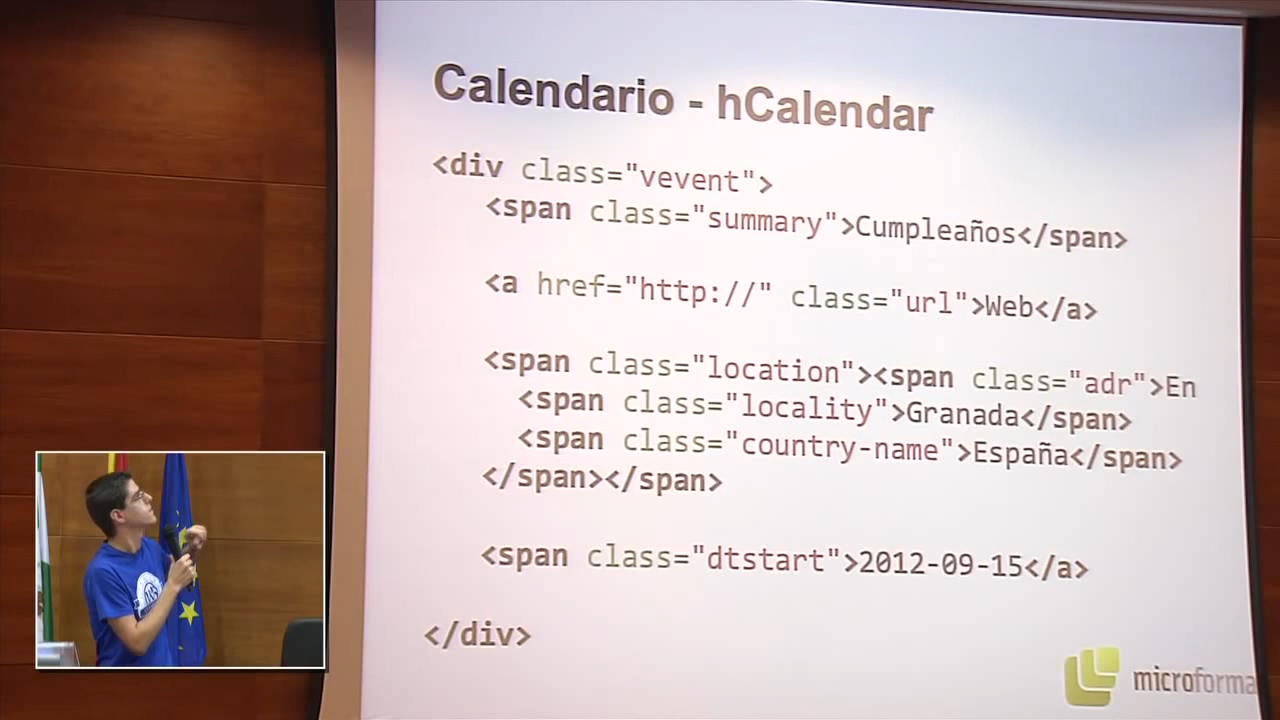 Calendario - hCalendar
<div class="vevent">
<span class="summary">Cumpleaños</span>
<a href="http://" class="url">Web</a>
<span class="location"><span class="adr">En
<span class="locality">Granada</span>
<span class="country-name">España</span>
</span></span>
<span class="dtstart">2012-09-15</a>
</div>
microforma